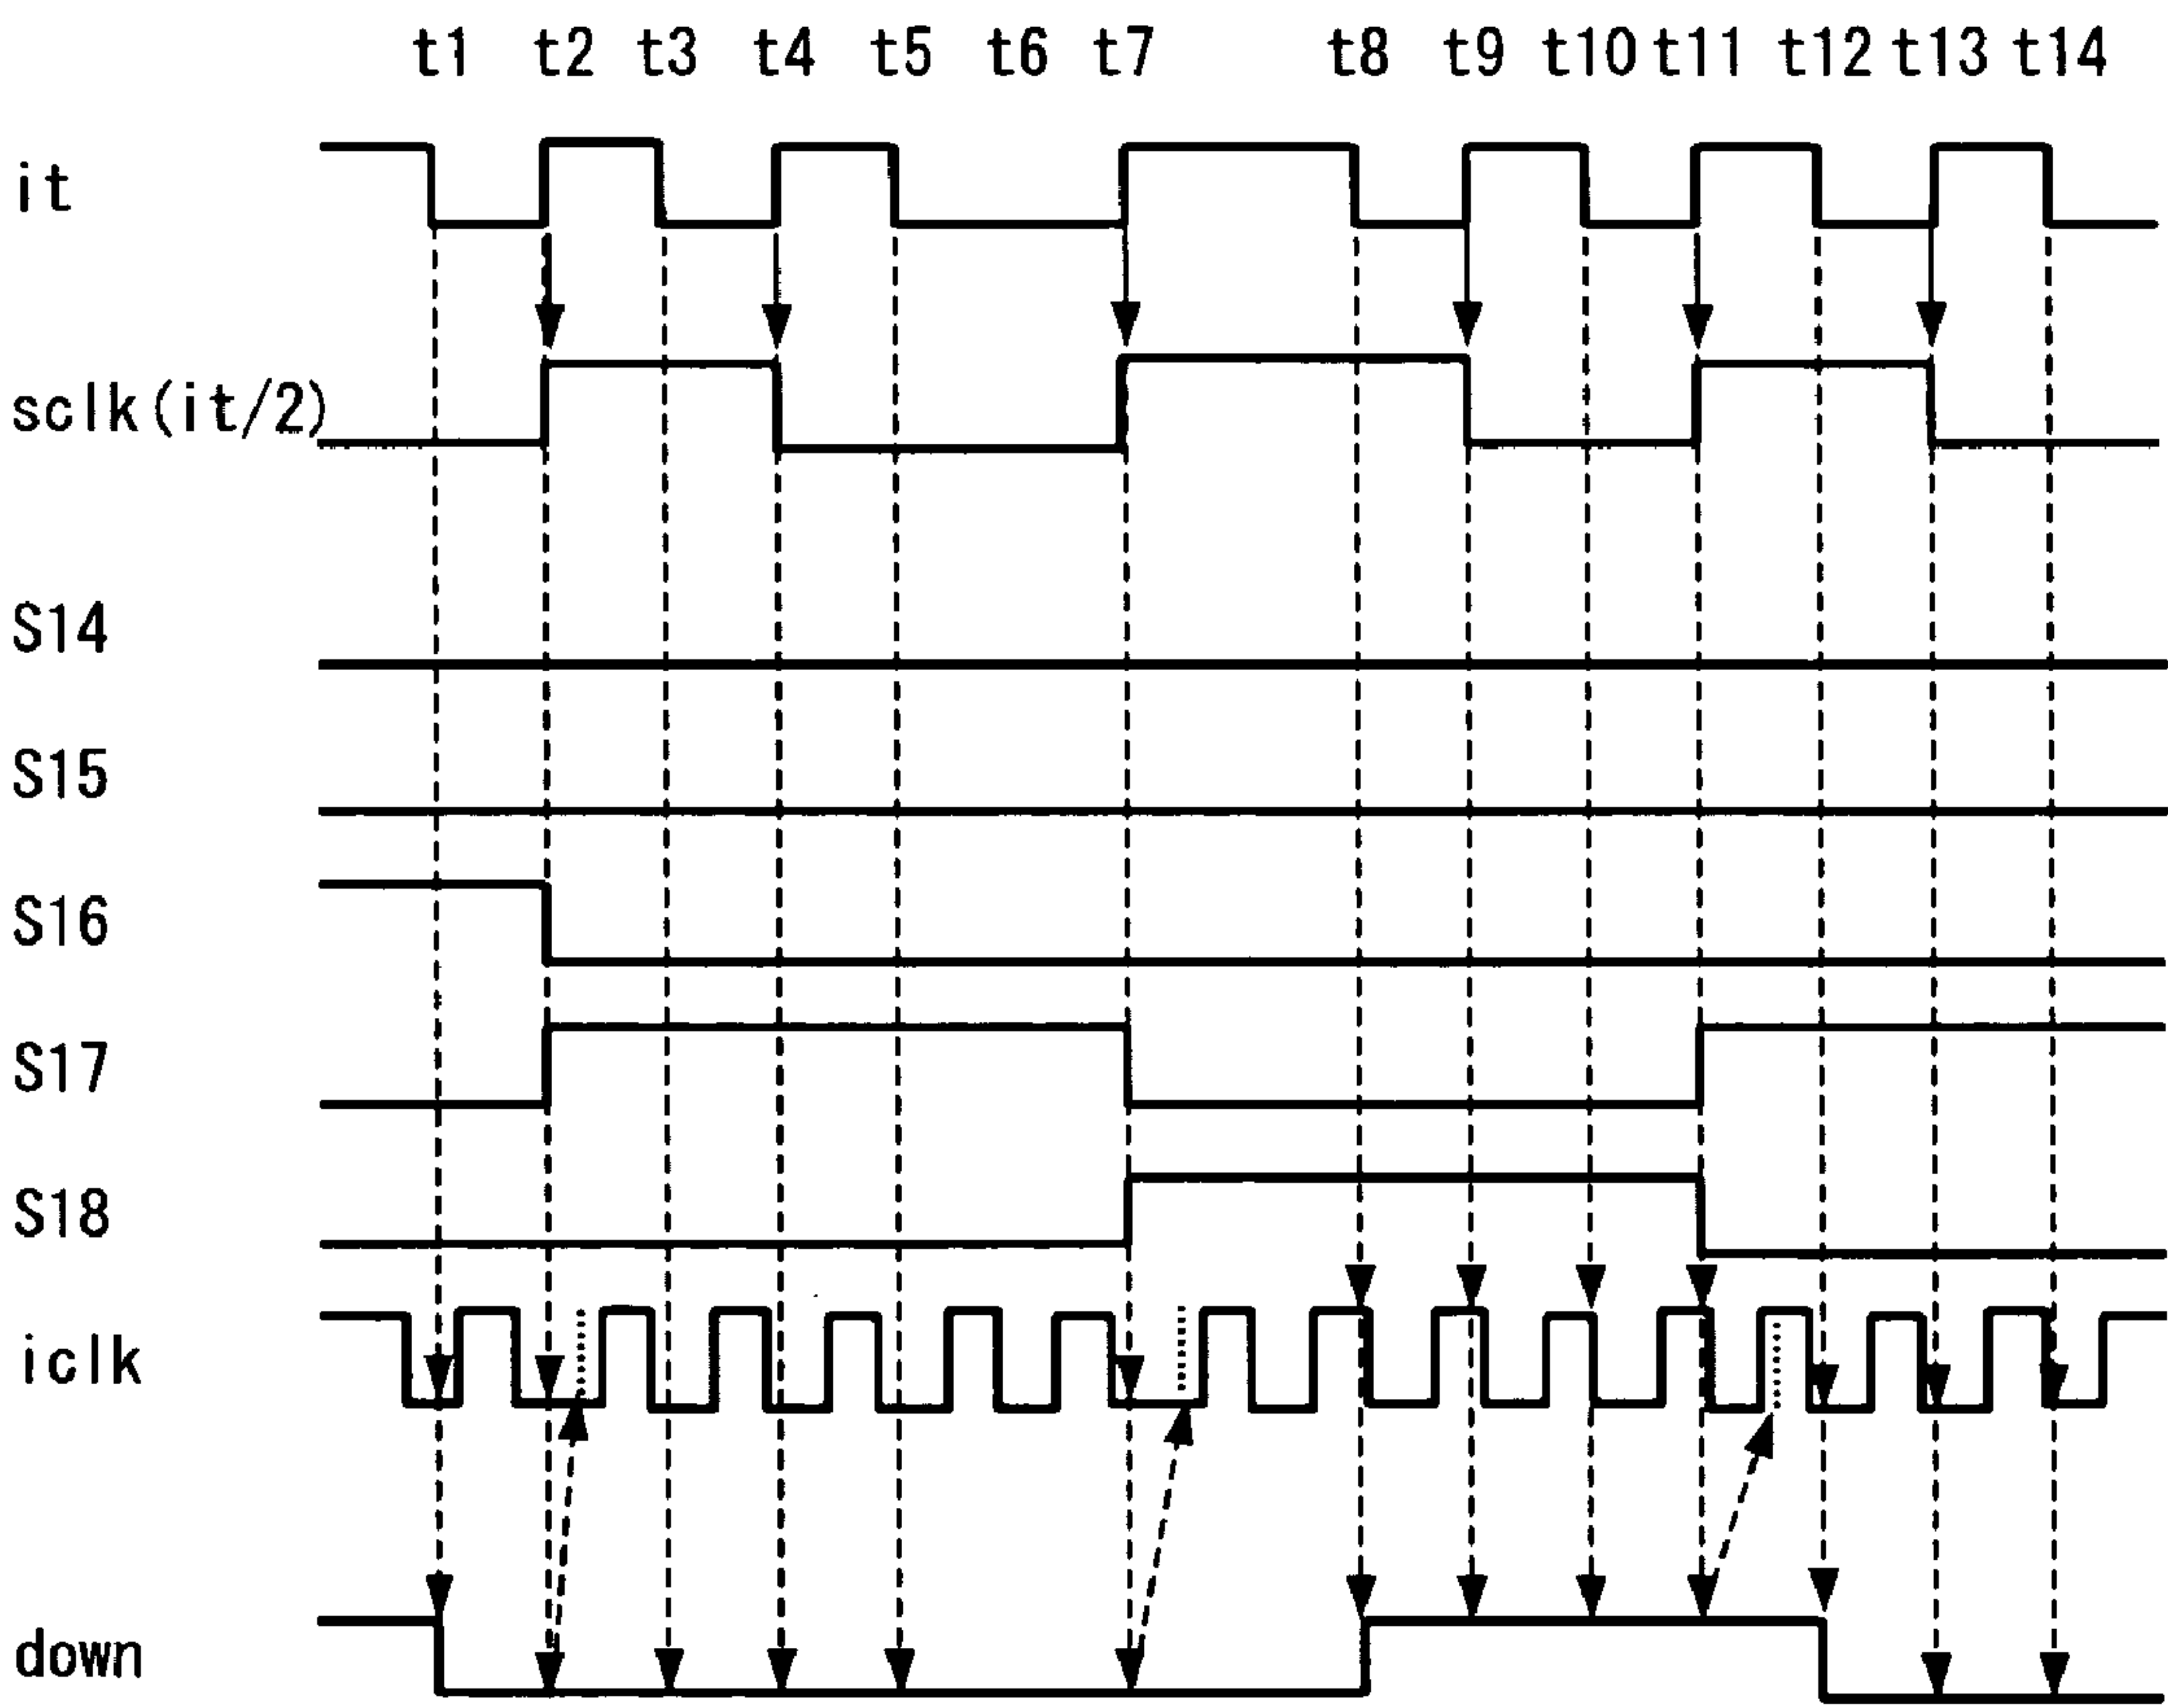 t1 t2 t3 t4 t5 t6 t7 t8 t9 t10 t11 t12 t13 t14
it
sclk(it/2)
S14
S15
S16
S17
S18
iclk
down